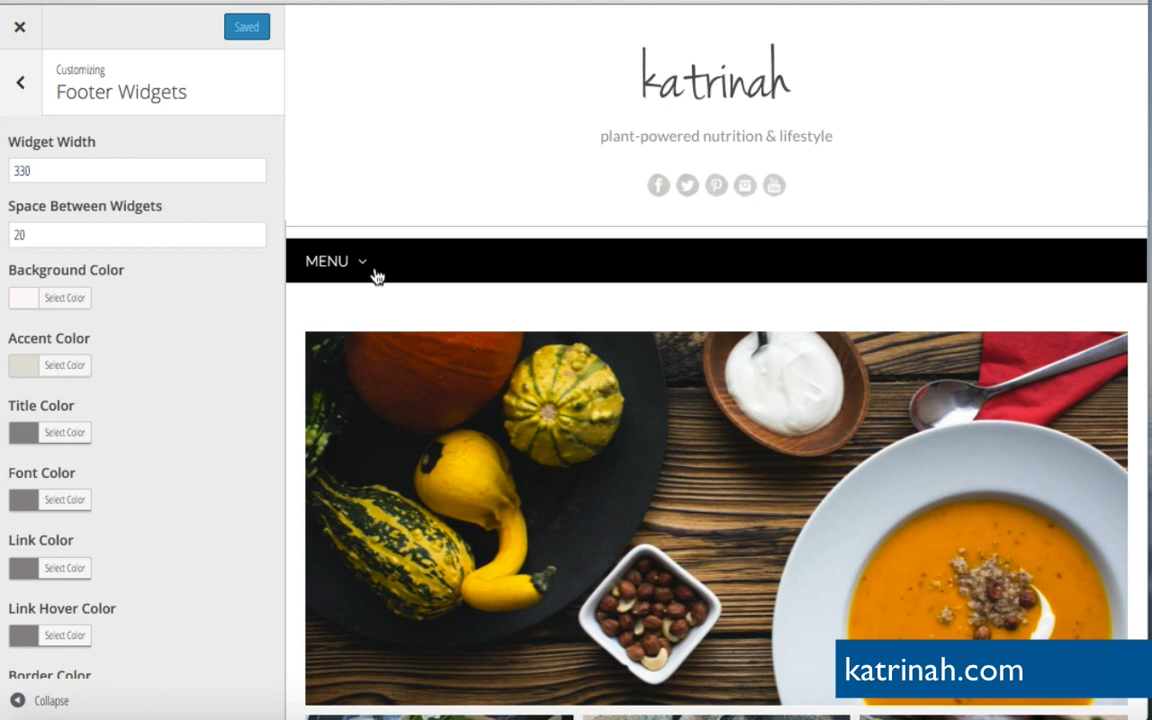 Saved
Customizing
Footer Widgets
Widget Width
330
Space Between Widgets
20
Background Color
Select Color
Accent Color
Select Color
Title Color
Select Color
Font Color
Select Color
Link Color
Select Color
Link Hover Color
Select Color
Border Color
Collapse
katrinah
plant-powered nutrition & lifestyle
MENU
katrinah.com